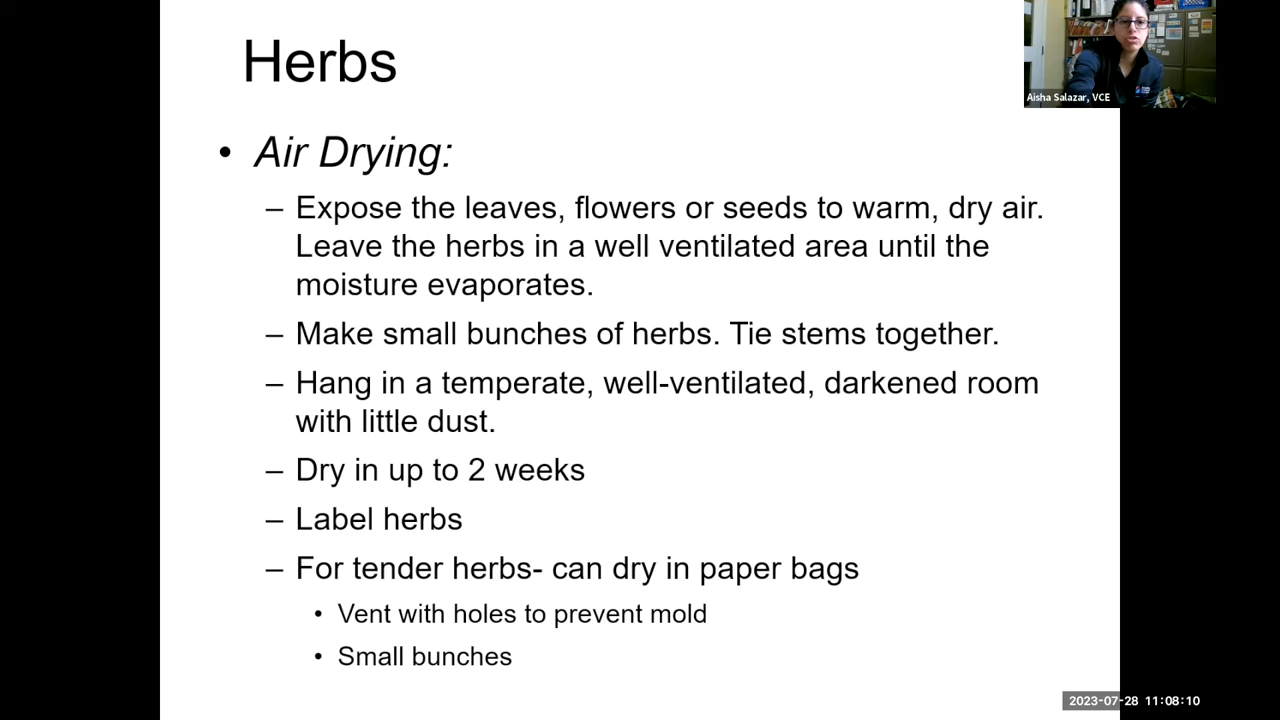 Herbs
Aisha Salazar, VCE
• Air Drying:
– Expose the leaves, flowers or seeds to warm, dry air.
Leave the herbs in a well ventilated area until the
moisture evaporates.
– Make small bunches of herbs. Tie stems together.
– Hang in a temperate, well-ventilated, darkened room
with little dust.
– Dry in up to 2 weeks
– Label herbs
– For tender herbs- can dry in paper bags
• Vent with holes to prevent mold
• Small bunches
2023-07-28 11:08:10